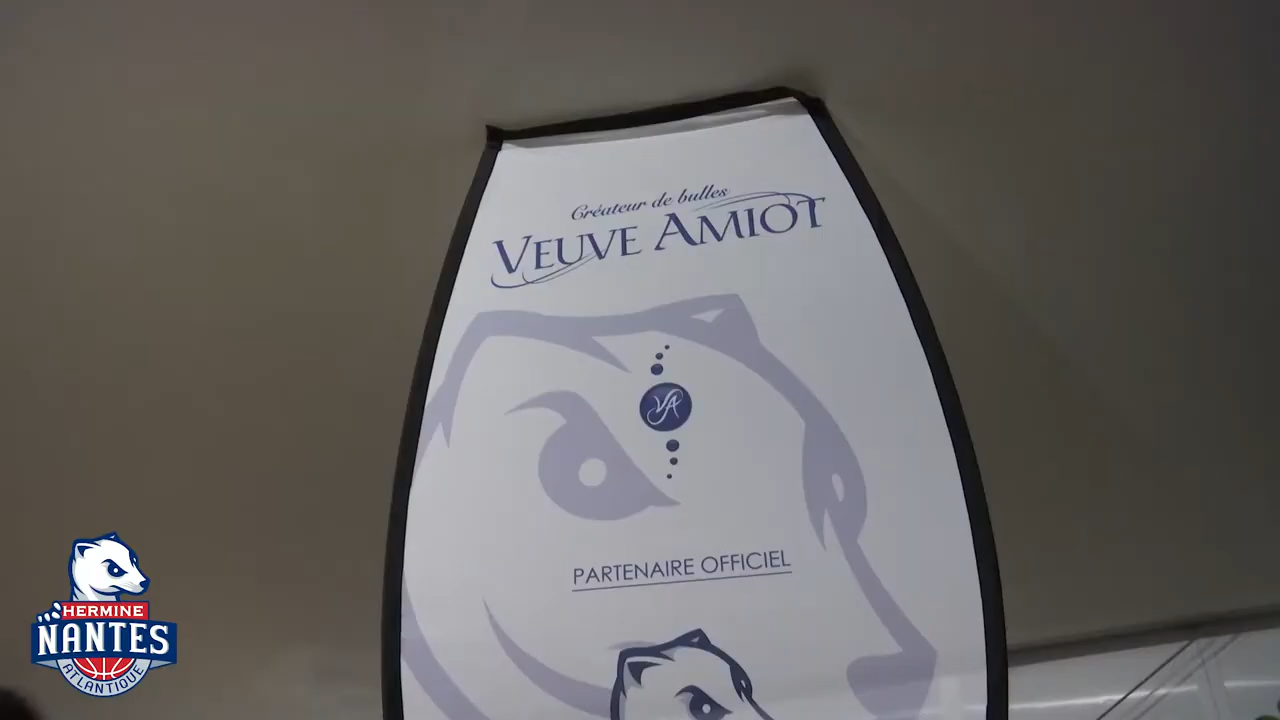 Créateur de bulles
VEUVE AMIOT
VA
PARTENAIRE OFFICIEL
HERMINE
NANTES
ATLANTIQUE